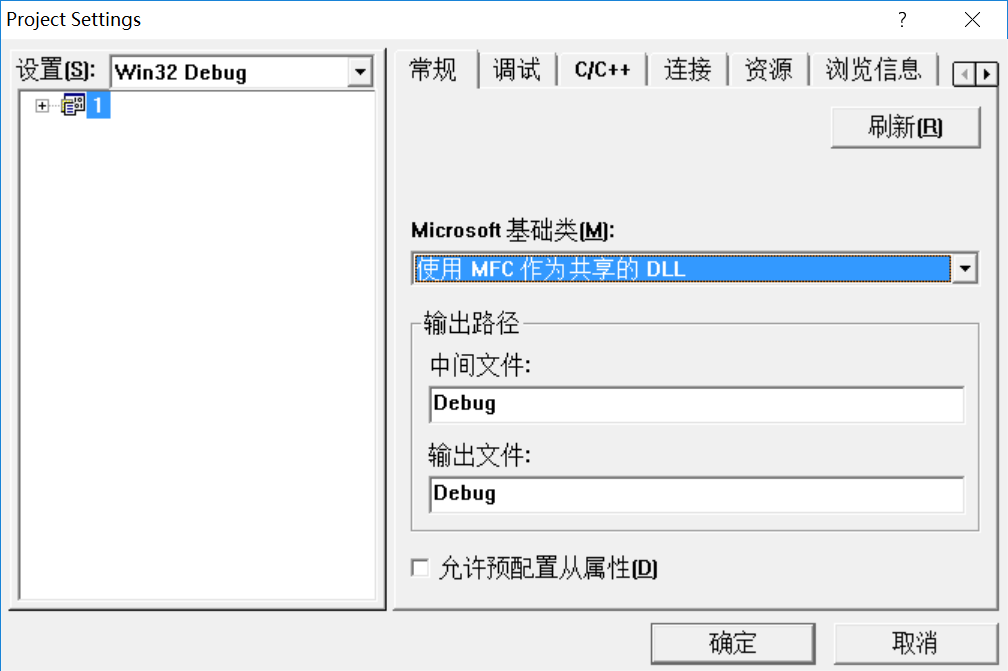 Project Settings
设置(S):
Win32 Debug
1
常规 调试 C/C++ 连接 资源 浏览信息
刷新(R)
Microsoft 基础类(M):
使用 MFC 作为共享的 DLL
输出路径
中间文件:
Debug
输出文件:
Debug
允许预配置从属性(D)
确定 取消